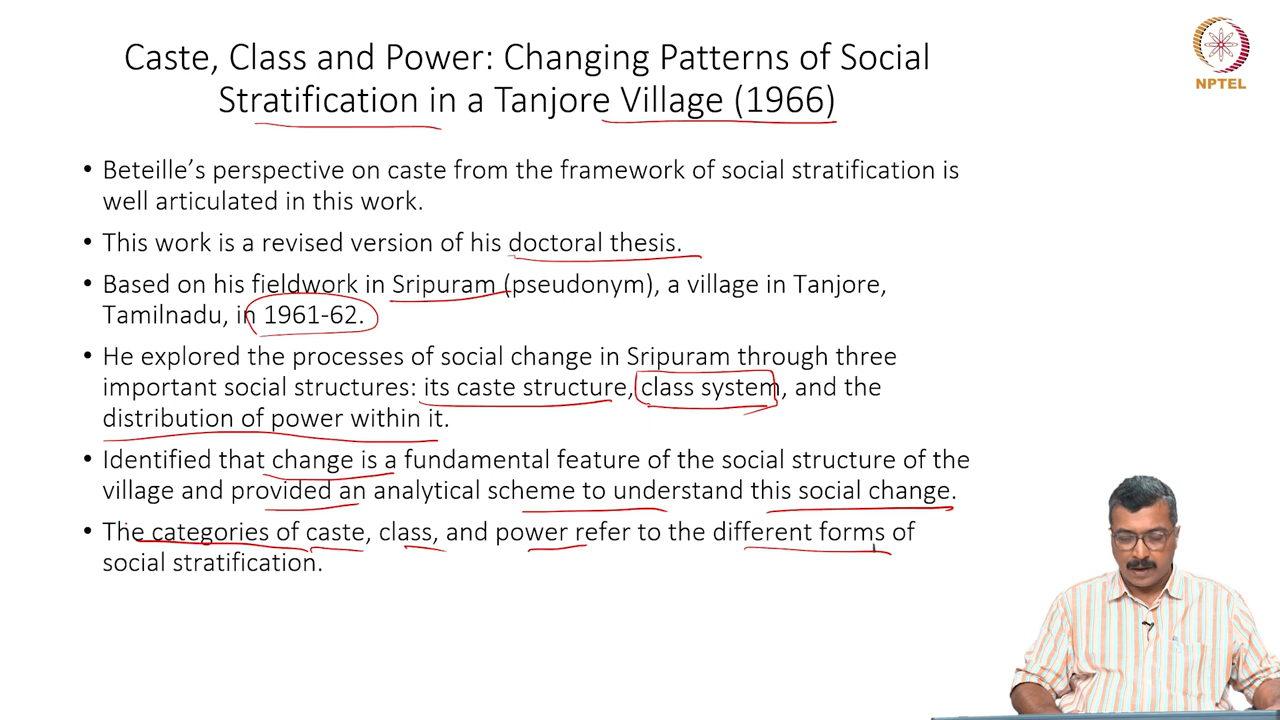 Caste, Class and Power: Changing Patterns of Social
Stratification in a Tanjore Village (1966)
NPTEL
• Beteille's perspective on caste from the framework of social stratification is
well articulated in this work.
• This work is a revised version of his doctoral thesis.
• Based on his fieldwork in Sripuram (pseudonym), a village in Tanjore,
Tamilnadu, in 1961-62.
• He explored the processes of social change in Sripuram through three
important social structures: its caste structure, class system, and the
distribution of power within it.
• Identified that change is a fundamental feature of the social structure of the
village and provided an analytical scheme to understand this social change.
• The categories of caste, class, and power refer to the different forms of
social stratification.